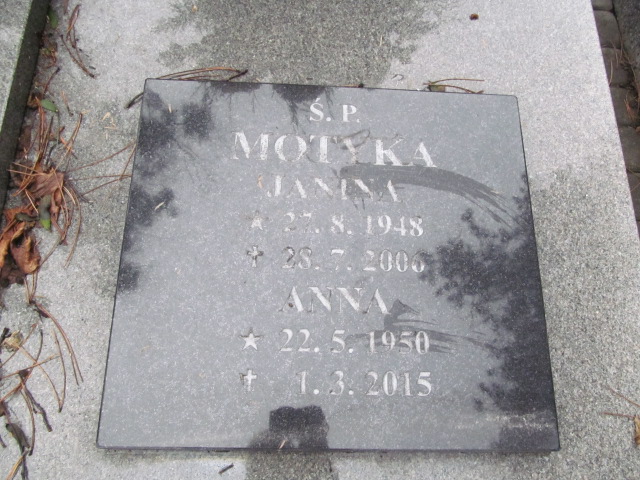 Ś. P.
MOTYKA
JANINA
★ 27. 8. 1948
✝ 28. 7. 2006
ANNA
★ 22. 5. 1950
✝ 1. 3. 2015